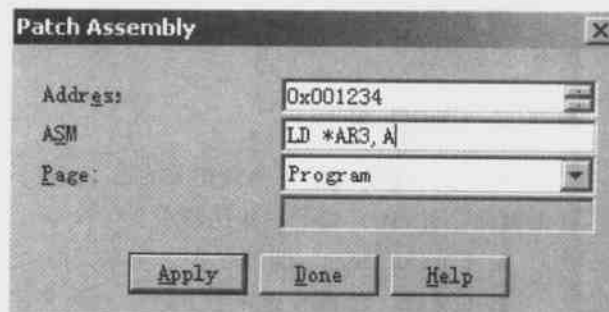 Patch Assembly
Address 0x001234
ASM LD *AR3,A
Page: Program
Apply Done Help